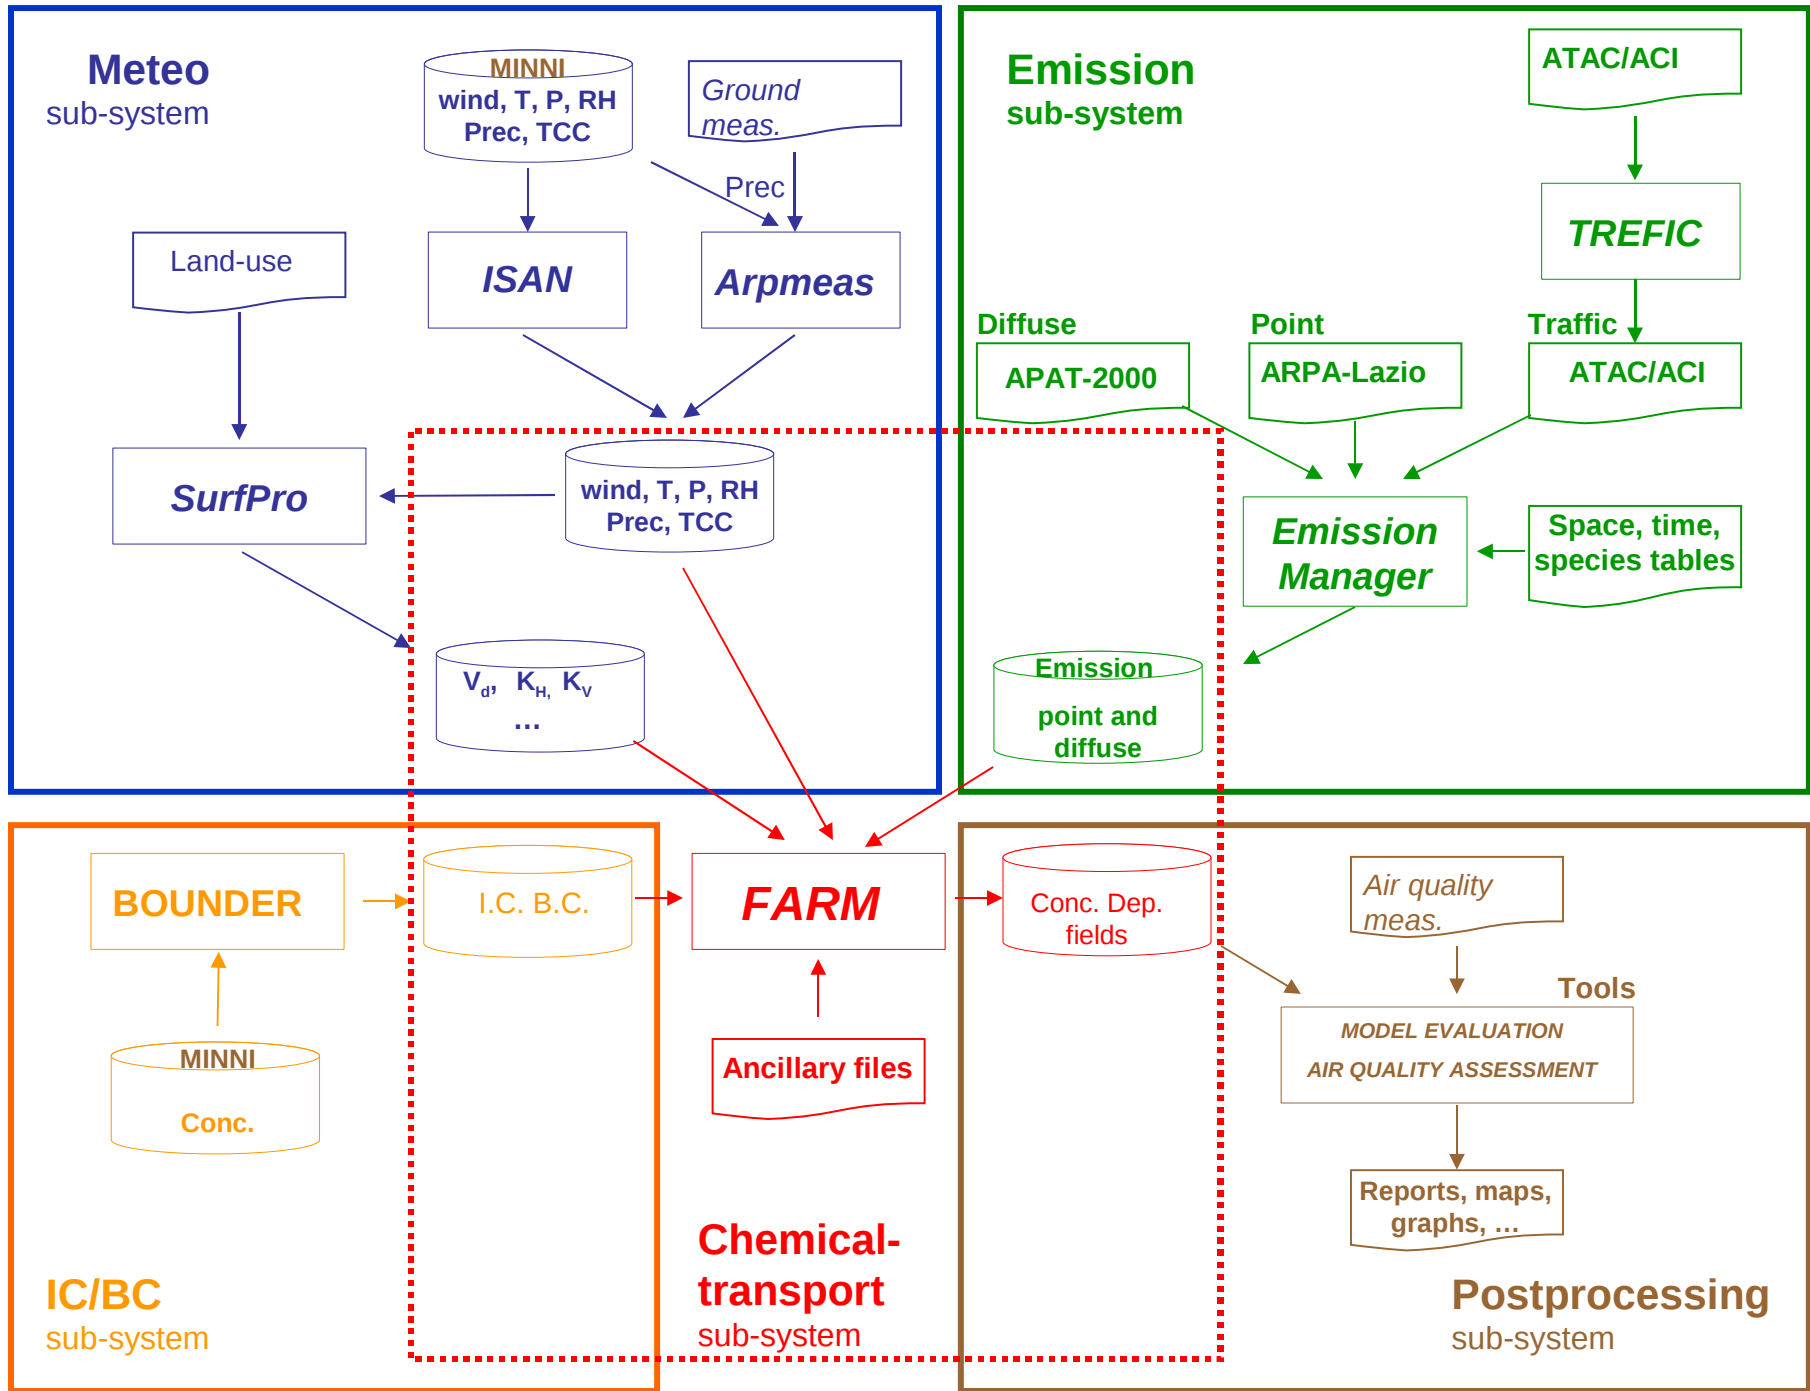 Meteo
sub-system
MINNI
wind, T, P, RH
Prec, TCC
Ground
meas.
Prec
Land-use
ISAN
Arpmeas
SurfPro
wind, T, P, RH
Prec, TCC
Vd, KH, KV
...
Emission
sub-system
ATAC/ACI
TREFIC
Diffuse
Point
Traffic
APAT-2000
ARPA-Lazio
ATAC/ACI
Emission
Manager
Space, time,
species tables
Emission
point and
diffuse
BOUNDER
I.C. B.C.
MINNI
Conc.
IC/BC
sub-system
FARM
Conc. Dep.
fields
Ancillary files
Chemical-
transport
sub-system
Air quality
meas.
Tools
MODEL EVALUATION
AIR QUALITY ASSESSMENT
Reports, maps,
graphs, ...
Postprocessing
sub-system